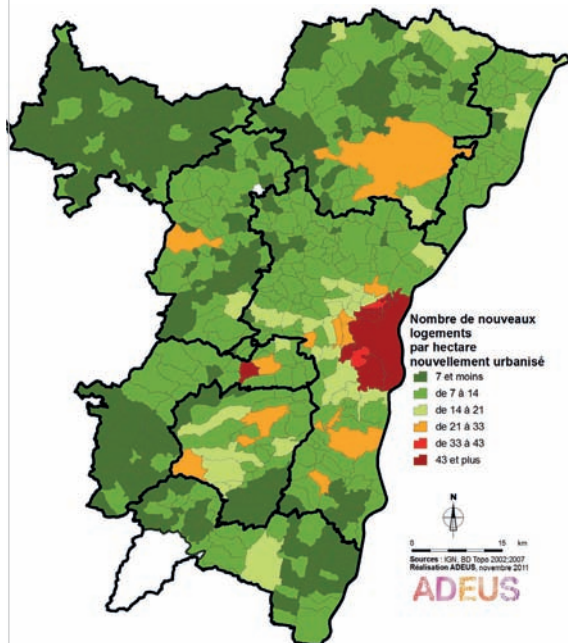 Nombre de nouveaux
logements
par hectare
nouvellement urbanisé
7 et moins
de 7 à 14
de 14 à 21
de 21 à 33
de 33 à 43
43 et plus
N
0 15 km
Sources : IGN, BD Topo 2002;2007
Réalisation ADEUS, novembre 2011
ADEUS